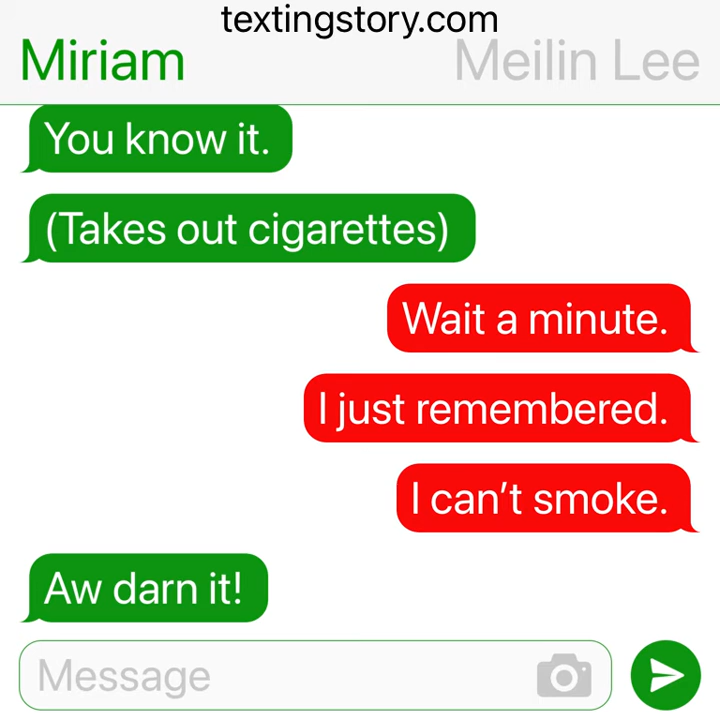 textingstory.com
Miriam
Meilin Lee
You know it.
(Takes out cigarettes)
Wait a minute.
I just remembered.
I can’t smoke.
Aw darn it!
Message